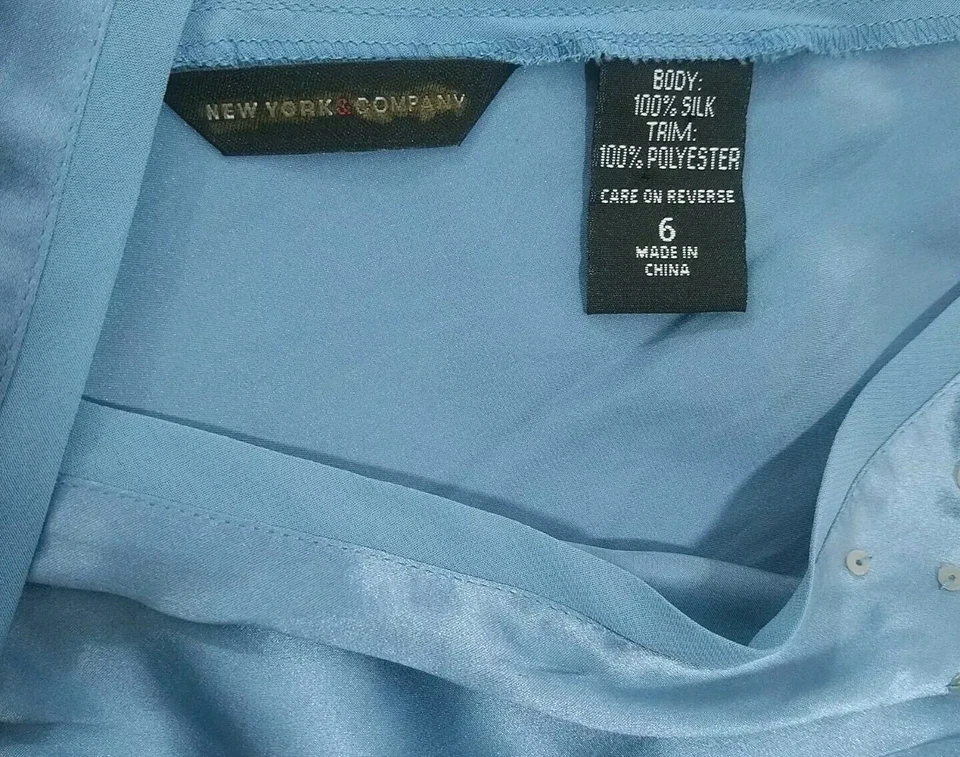 NEW YORK & COMPANY
BODY:
100% SILK
TRIM:
100% POLYESTER
CARE ON REVERSE
6
MADE IN
CHINA